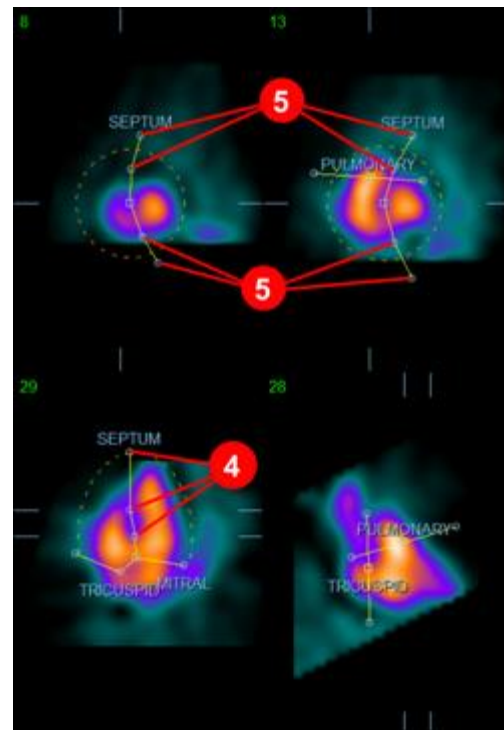 8
13
5
SEPTUM
SEPTUM
PULMONARY
5
29
28
SEPTUM
4
PULMONARY
TRICUSPID
MITRAL
TRICUSPID